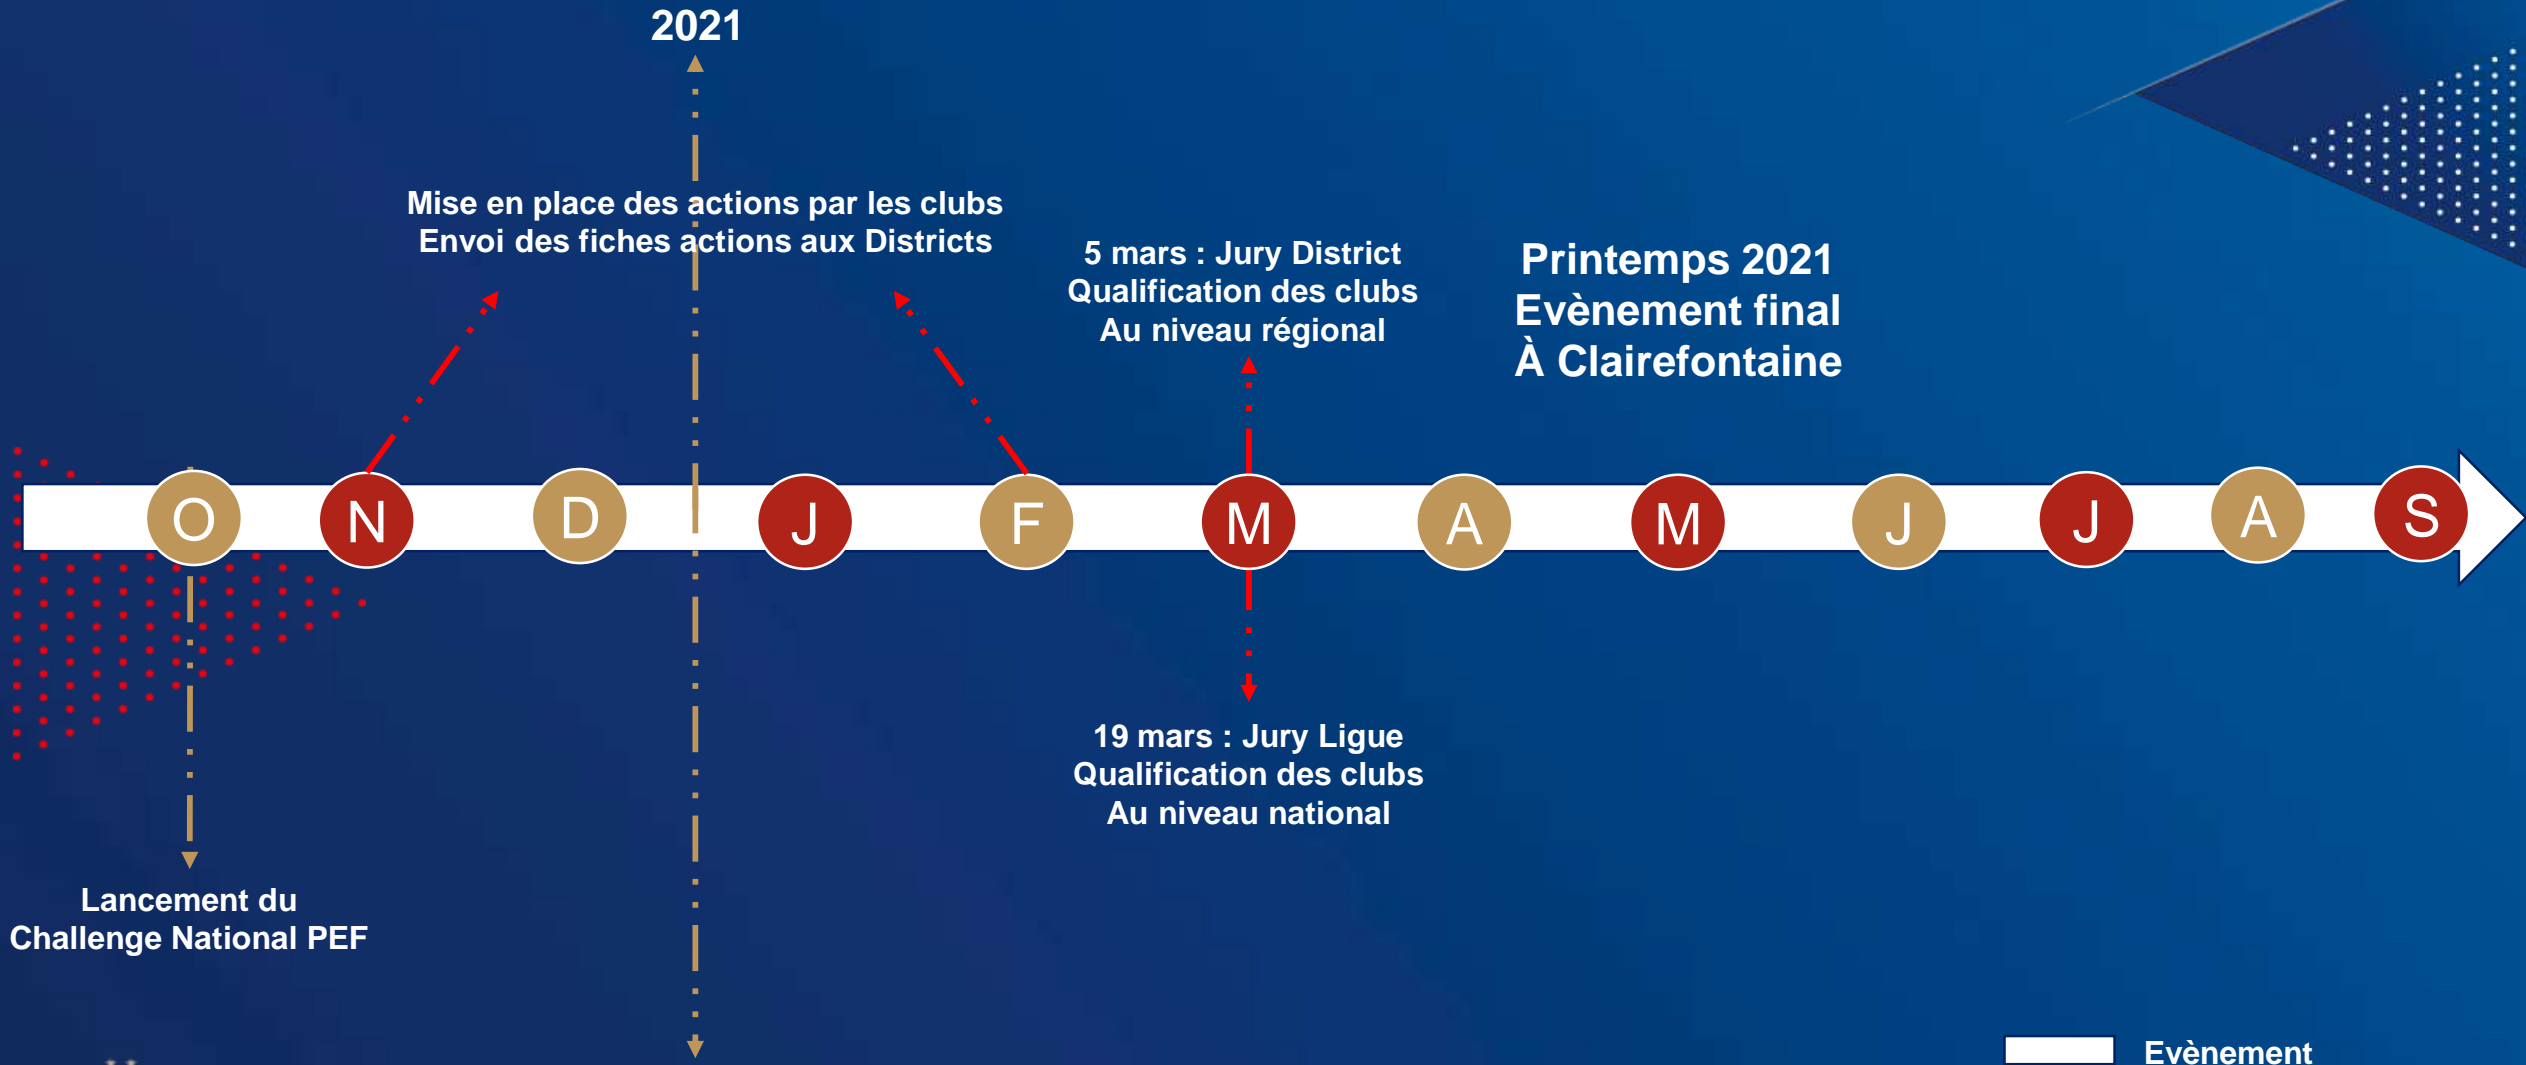 2021
Mise en place des actions par les clubs
Envoi des fiches actions aux Districts
5 mars : Jury District
Qualification des clubs
Au niveau régional
Printemps 2021
Evènement final
À Clairefontaine
O N D J F M A M J J A S
19 mars : Jury Ligue
Qualification des clubs
Au niveau national
Lancement du
Challenge National PEF
Evènement